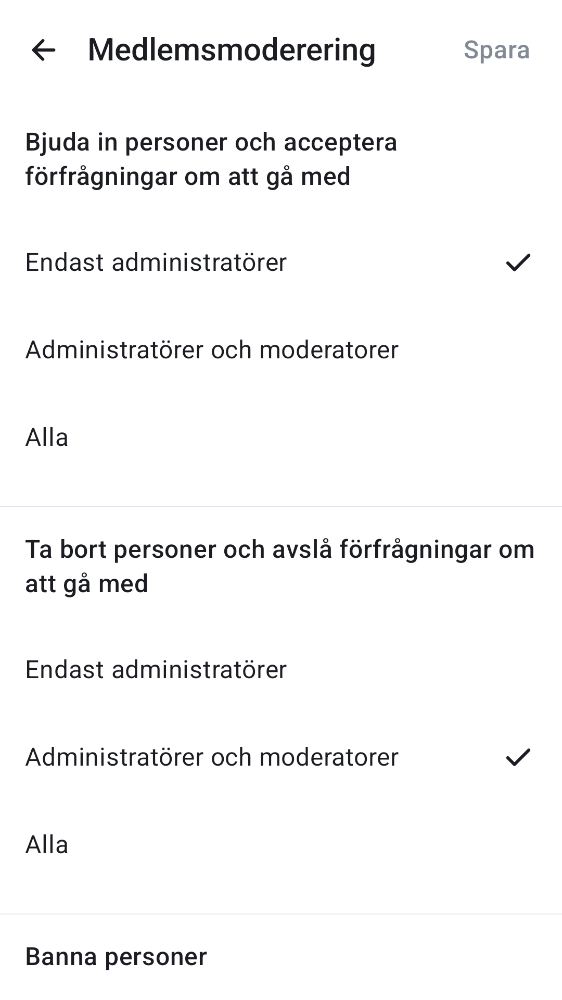 Medlemsmoderering
Spara
Bjuda in personer och acceptera
förfrågningar om att gå med
Endast administratörer
Administratörer och moderatorer
Alla
Ta bort personer och avslå förfrågningar om
att gå med
Endast administratörer
Administratörer och moderatorer
Alla
Banna personer